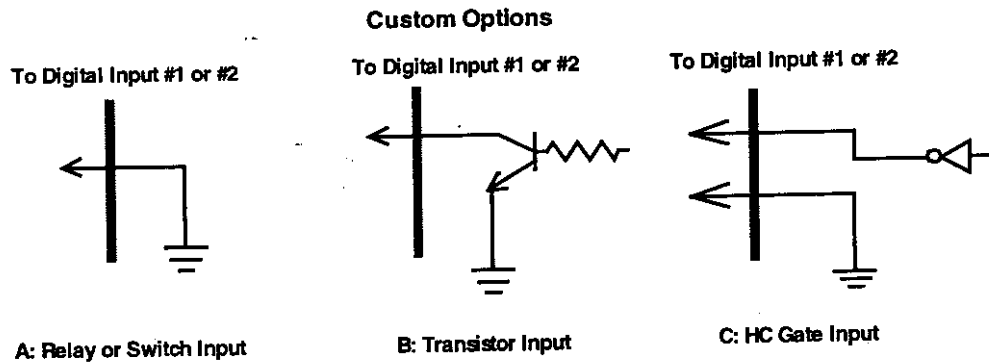 Custom Options
To Digital Input #1 or #2
To Digital Input #1 or #2
To Digital Input #1 or #2
A: Relay or Switch Input
B: Transistor Input
C: HC Gate Input